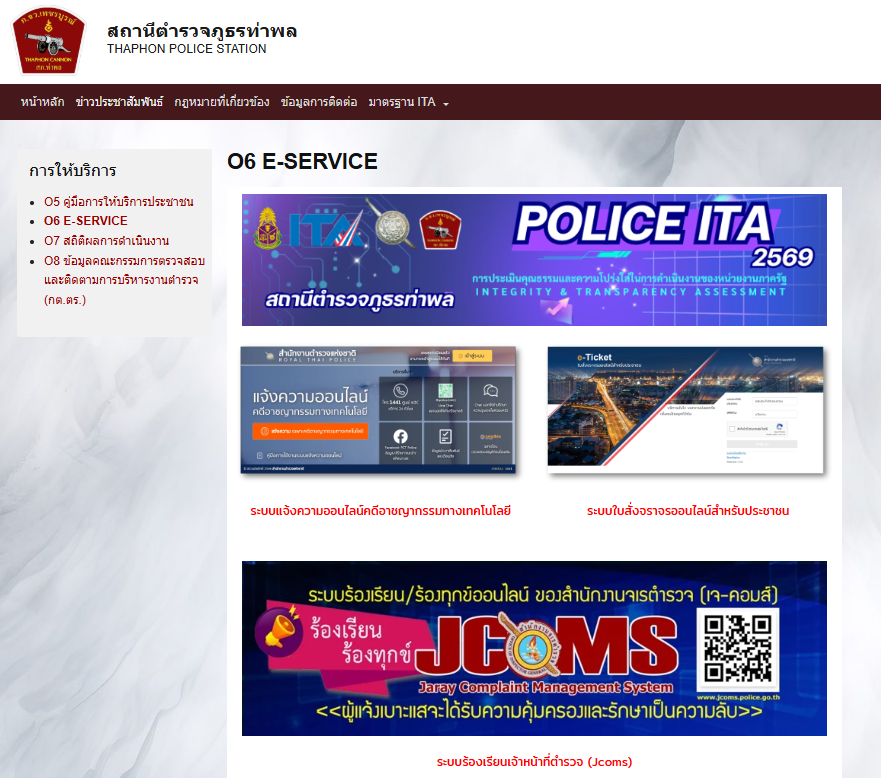 ภ.จว.เพชรบูรณ์
THAPHON CANNON
สภ.ท่าพล
สถานีตำรวจภูธรท่าพล
THAPHON POLICE STATION
หน้าหลัก ข่าวประชาสัมพันธ์ กฎหมายที่เกี่ยวข้อง ข้อมูลการติดต่อ มาตรฐาน ITA
การให้บริการ
O5 คู่มือการให้บริการประชาชน
O6 E-SERVICE
O7 สถิติผลการดำเนินงาน
O8 ข้อมูลคณะกรรมการตรวจสอบ
และติดตามการบริหารงานตำรวจ
(กต.ตร.)
O6 E-SERVICE
ITA
POLICE ITA
2569
สถานีตำรวจภูธรท่าพล
การประเมินคุณธรรมและความโปร่งใสในการดำเนินงานของหน่วยงานภาครัฐ
INTEGRITY & TRANSPARENCY ASSESSMENT
สำนักงานตำรวจแห่งชาติ
ROYAL THAI POLICE
เข้าสู่ระบบ
แจ้งความออนไลน์
คดีอาชญากรรมทางเทคโนโลยี
e-Ticket
ระบบแจ้งความออนไลน์คดีอาชญากรรมทางเทคโนโลยี
ระบบใบสั่งจราจรออนไลน์สำหรับประชาชน
ระบบร้องเรียน/ร้องทุกข์ออนไลน์ ของสำนักงานจเรตำรวจ (เจ-คอมส์)
ร้องเรียน
ร้องทุกข์
JCOMS
Jaray Complaint Management System
www.jcoms.police.go.th
<<ผู้แจ้งเบาะแสจะได้รับความคุ้มครองและรักษาเป็นความลับ>>
ระบบร้องเรียนเจ้าหน้าที่ตำรวจ (Jcoms)